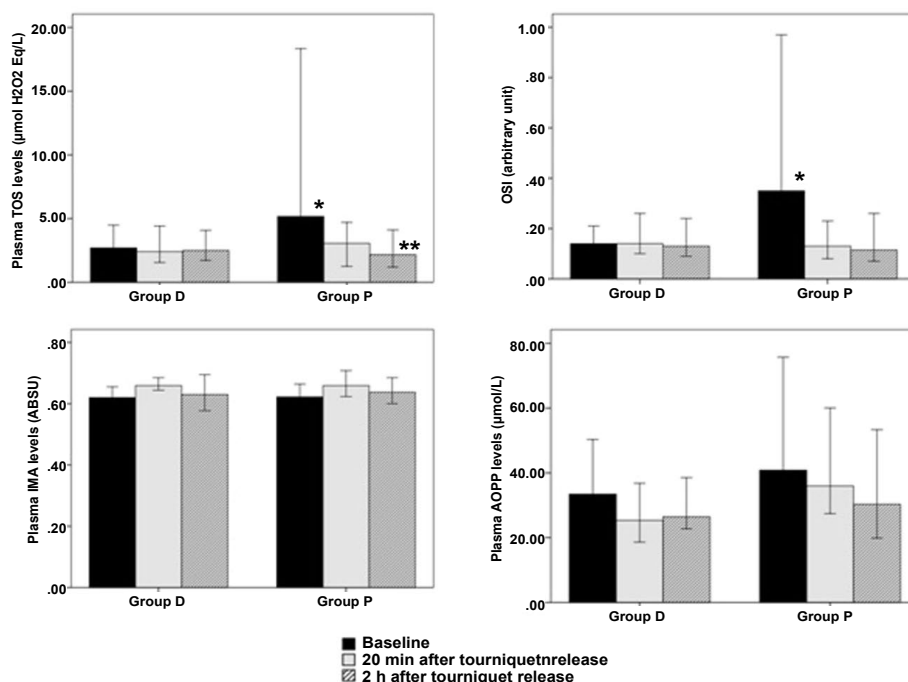 Plasma TOS levels (µmol H2O2 Eq/L)
20.00
15.00
10.00
5.00
.00
*
**
Group D
Group P
OSI (arbitrary unit)
1.00
.80
.60
.40
.20
.00
*
Group D
Group P
Plasma IMA levels (ABSU)
.80
.60
.40
.20
.00
Group D
Group P
Plasma AOPP levels (µmol/L)
80.00
60.00
40.00
20.00
.00
Group D
Group P
Baseline
20 min after tourniquetnrelease
2 h after tourniquet release